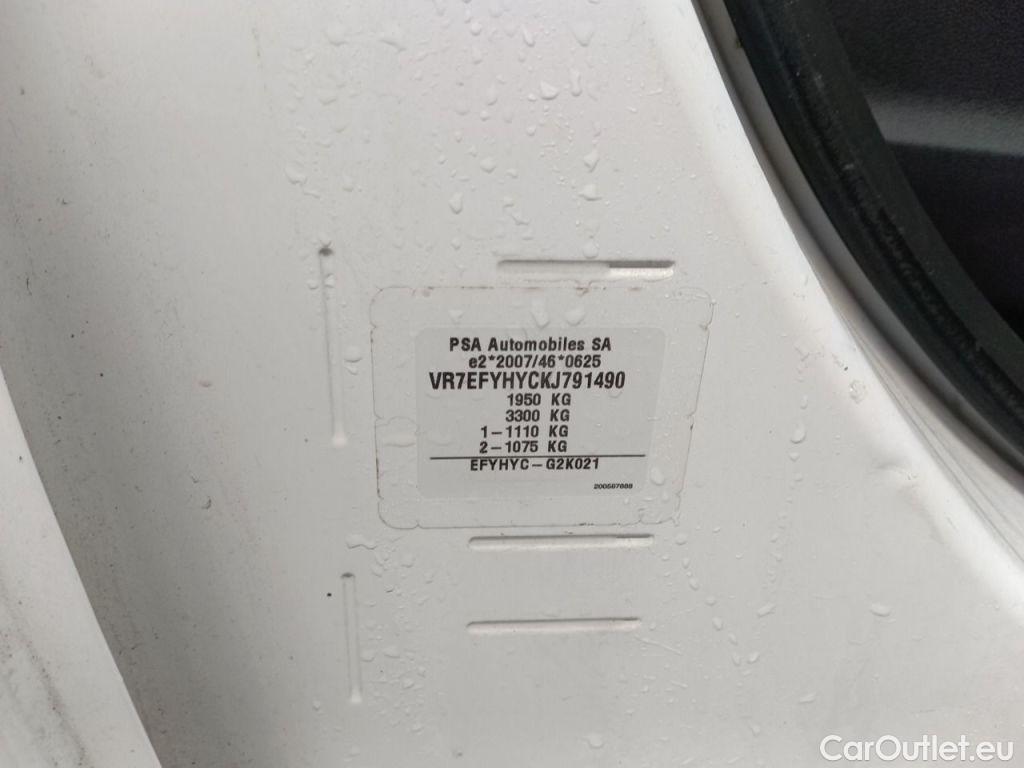 PSA Automobiles SA
e2*2007/46*0625
VR7EFYHYCKJ791490
1950 KG
3300 KG
1-1110 KG
2-1075 KG
EFYHYC-G2K021
200587688
CarOutlet.eu